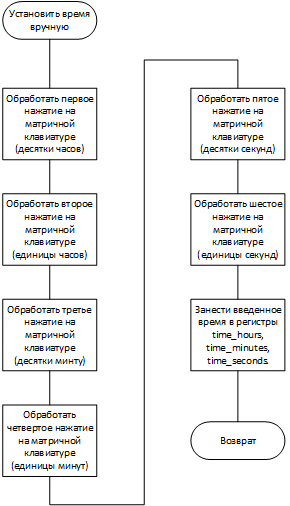 Установить время
вручную
Обработать первое
нажатие на
матричной
клавиатуре
(десятки часов)
Обработать второе
нажатие на
матричной
клавиатуре
(единицы часов)
Обработать третье
нажатие на
матричной
клавиатуре
(десятки минту)
Обработать
четвертое нажатие
на матричной
клавиатуре
(единицы минут)
Обработать пятое
нажатие на
матричной
клавиатуре
(десятки секунд)
Обработать шестое
нажатие на
матричной
клавиатуре
(единицы секунд)
Занести введенное
время в регистры
time_hours,
time_minutes,
time_seconds.
Возврат